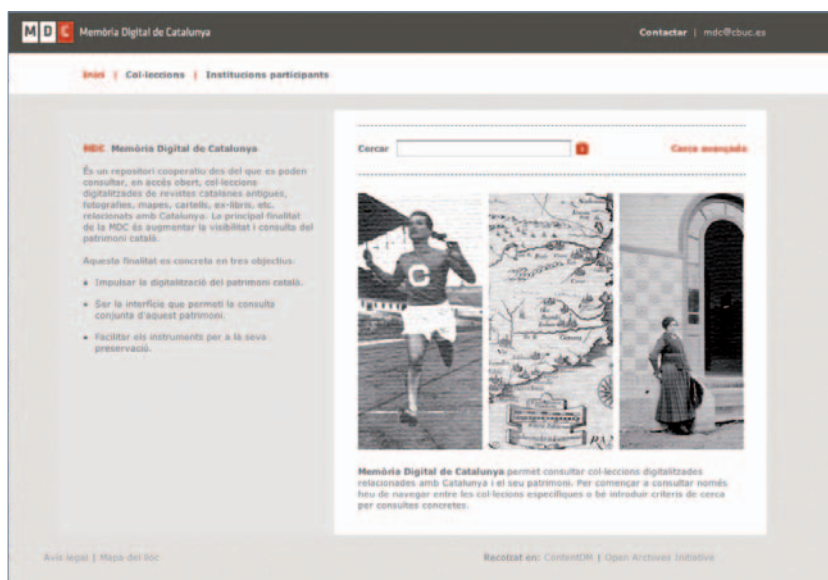 MDC Memòria Digital de Catalunya
Contactar | mdc@cbuc.es
Inici | Col·leccions | Institucions participants
MDC Memòria Digital de Catalunya
És un repositori cooperatiu des del que es poden
consultar, en accés obert, col·leccions
digitalitzades de revistes catalanes antigues,
fotografies, mapes, cartells, ex-libris, etc.
relacionats amb Catalunya. La principal finalitat
de la MDC és augmentar la visibilitat i consulta del
patrimoni català.
Aquesta finalitat es concreta en tres objectius:
Impulsar la digitalització del patrimoni català.
Ser la interfície que permeti la consulta
conjunta d'aquest patrimoni.
Facilitar els instruments per a la seva
preservació.
Cercar
Cerca avançada
C
Memòria Digital de Catalunya permet consultar col·leccions digitalitzades
relacionades amb Catalunya i el seu patrimoni. Per començar a consultar només
heu de navegar entre les col·lecions específiques o bé introduir criteris de cerca
per consultes concretes.
Avís legal | Mapa del lloc
Recolzat en: ContentDM | Open Archives Initiative